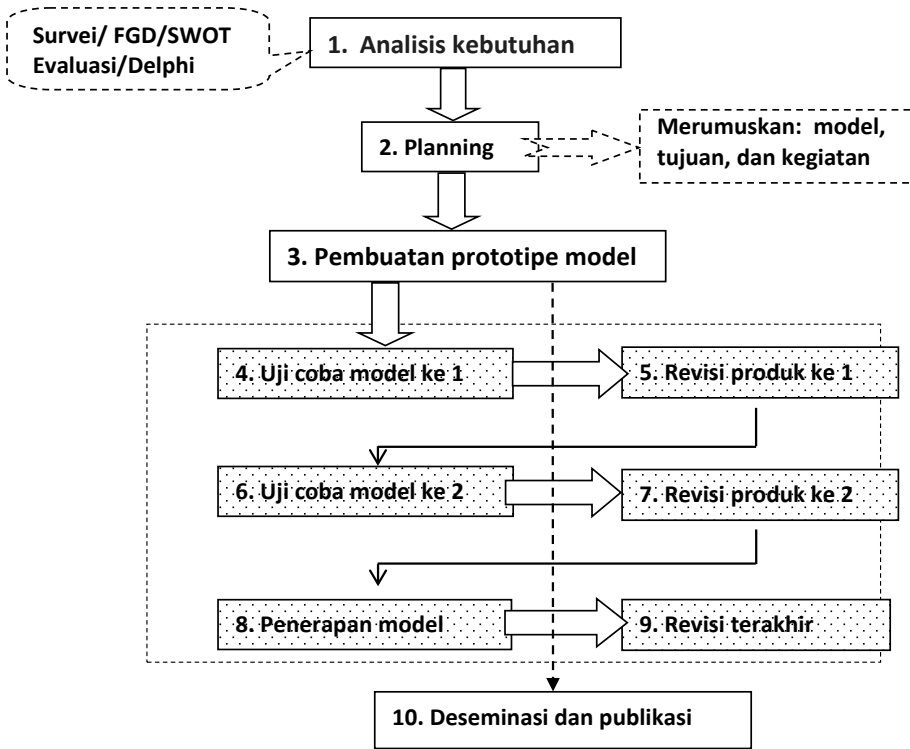 Survei/ FGD/SWOT
Evaluasi/Delphi
1. Analisis kebutuhan
2. Planning
Merumuskan: model,
tujuan, dan kegiatan
3. Pembuatan prototipe model
4. Uji coba model ke 1
5. Revisi produk ke 1
6. Uji coba model ke 2
7. Revisi produk ke 2
8. Penerapan model
9. Revisi terakhir
10. Deseminasi dan publikasi